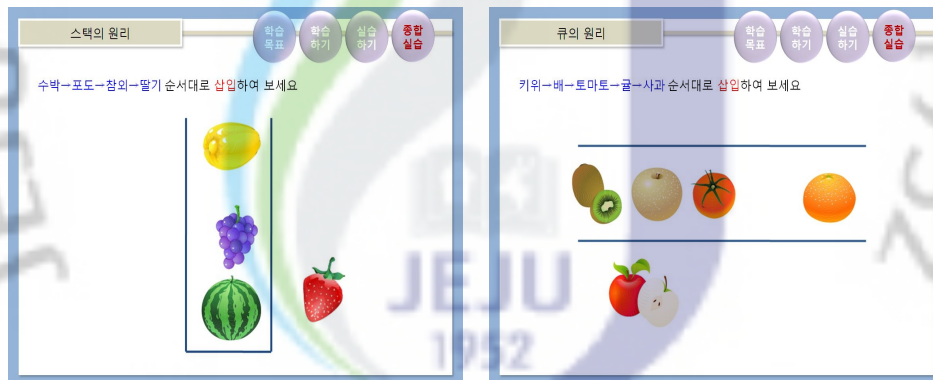 스택의 원리
학습
목표
학습
하기
실습
하기
종합
실습
수박→포도→참외→딸기 순서대로 삽입하여 보세요
큐의 원리
학습
목표
학습
하기
실습
하기
종합
실습
키위→배→토마토→귤→사과 순서대로 삽입하여 보세요
JEJU
1952